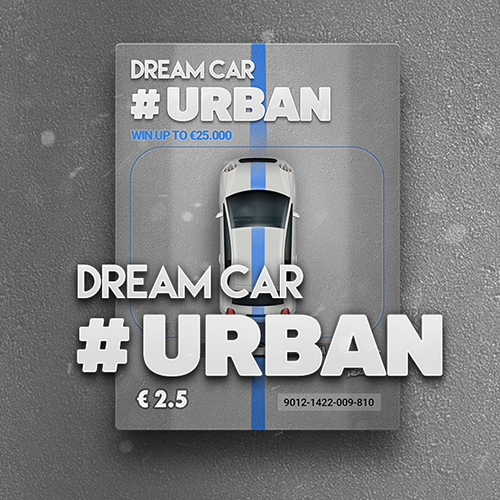 DREAM CAR
# URBAN
WIN UP TO €25.000
DREAM CAR
# URBAN
€ 2.5
9012-1422-009-810